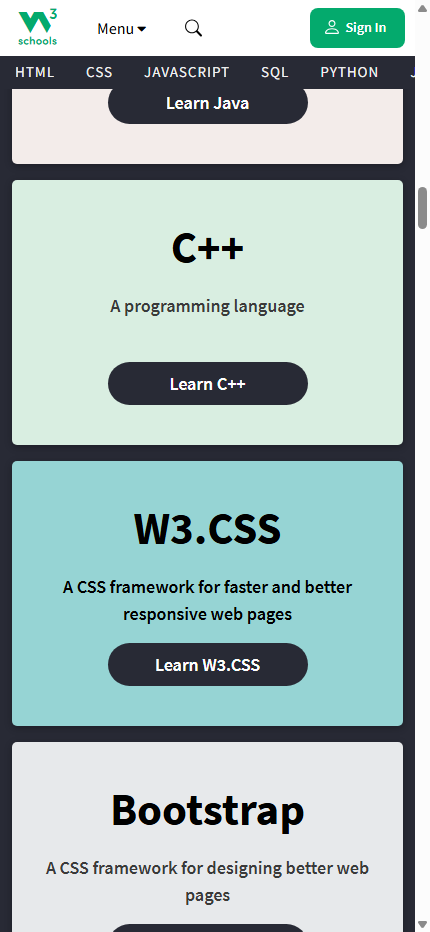 3
schools
Menu
Sign In
HTML CSS JAVASCRIPT SQL PYTHON
Learn Java
C++
A programming language
Learn C++
W3.CSS
A CSS framework for faster and better
responsive web pages
Learn W3.CSS
Bootstrap
A CSS framework for designing better web
pages